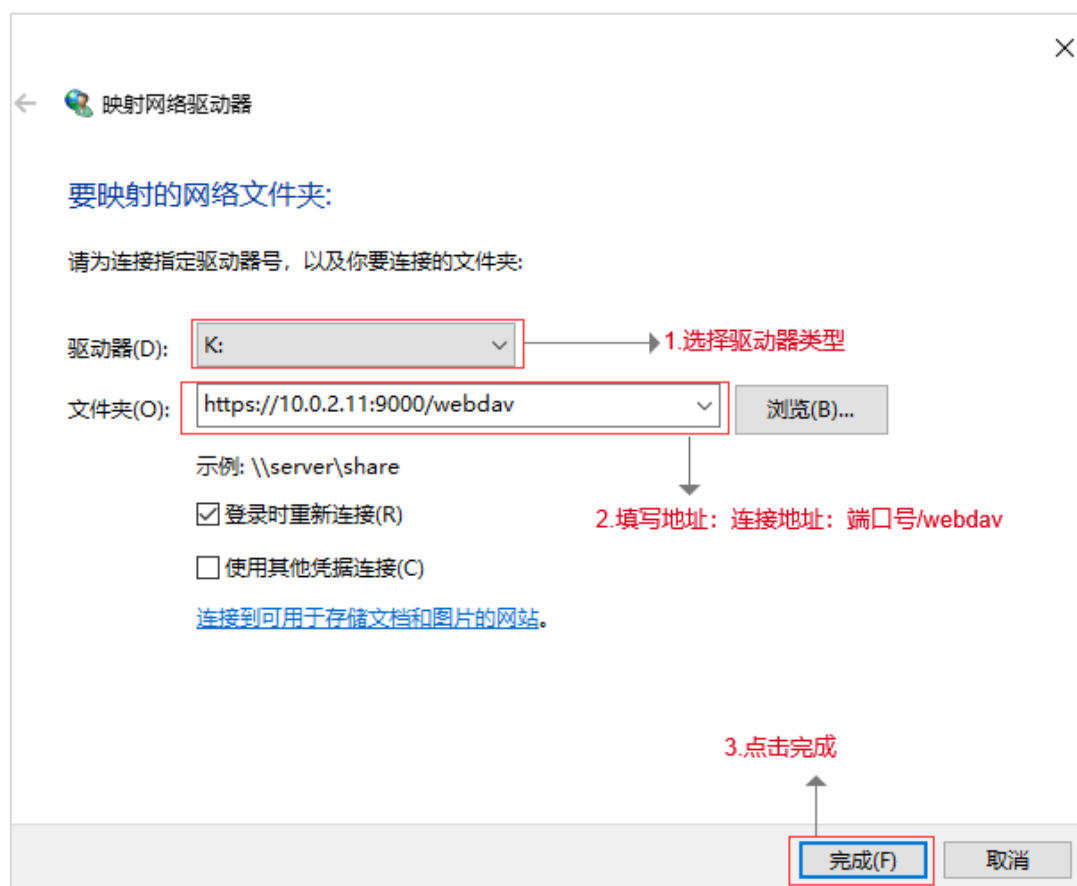 映射网络驱动器
要映射的网络文件夹:
请为连接指定驱动器号，以及你要连接的文件夹:
驱动器(D): K: 1.选择驱动器类型
文件夹(O): https://10.0.2.11:9000/webdav 浏览(B)...
示例: \\server\share
登录时重新连接(R)
2.填写地址：连接地址：端口号/webdav
使用其他凭据连接(C)
连接到可用于存储文档和图片的网站。
3.点击完成
完成(F) 取消